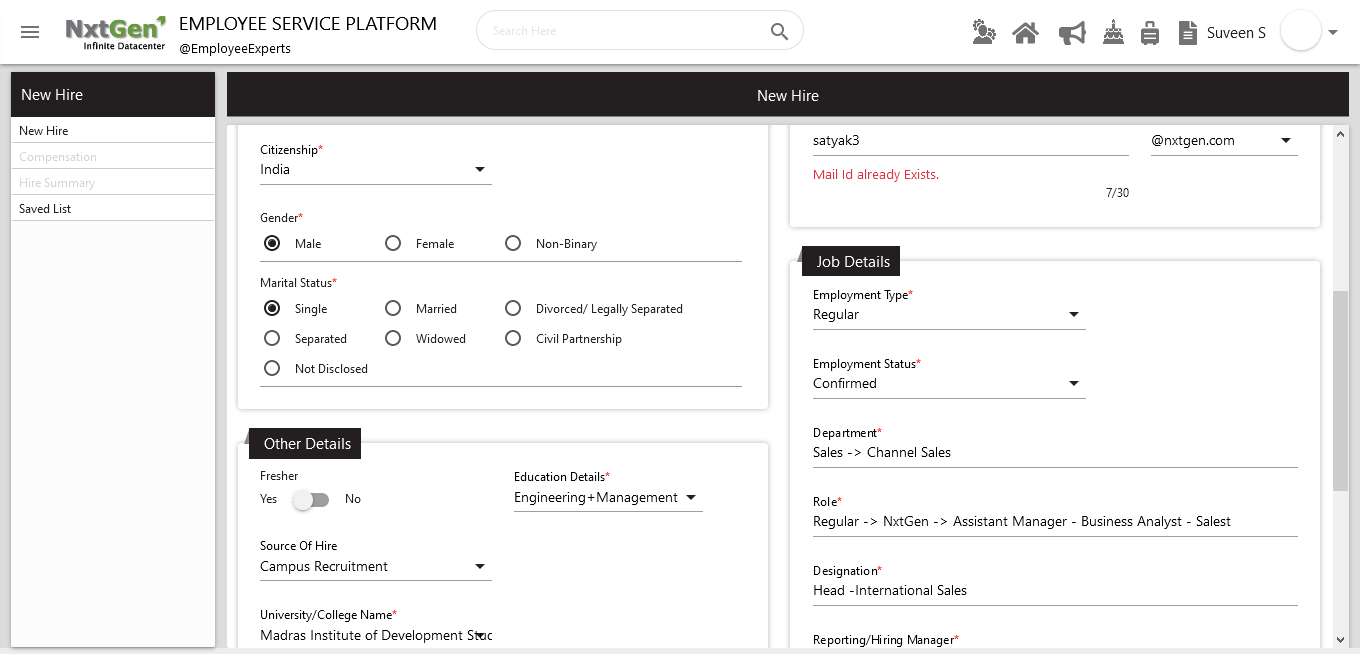 NxtGen
Infinite Datacenter
EMPLOYEE SERVICE PLATFORM
@EmployeeExperts
Search Here
Suveen S
New Hire
New Hire
Compensation
Hire Summary
Saved List
New Hire
Citizenship*
India
Gender*
Male Female Non-Binary
Marital Status*
Single Married Divorced/ Legally Separated
Separated Widowed Civil Partnership
Not Disclosed
Other Details
Fresher
Yes No
Education Details*
Engineering+Management
Source Of Hire
Campus Recruitment
University/College Name*
Madras Institute of Development Stuc
satyak3 @nxtgen.com
Mail Id already Exists.
7/30
Job Details
Employment Type*
Regular
Employment Status*
Confirmed
Department*
Sales -> Channel Sales
Role*
Regular -> NxtGen -> Assistant Manager - Business Analyst - Salest
Designation*
Head -International Sales
Reporting/Hiring Manager*